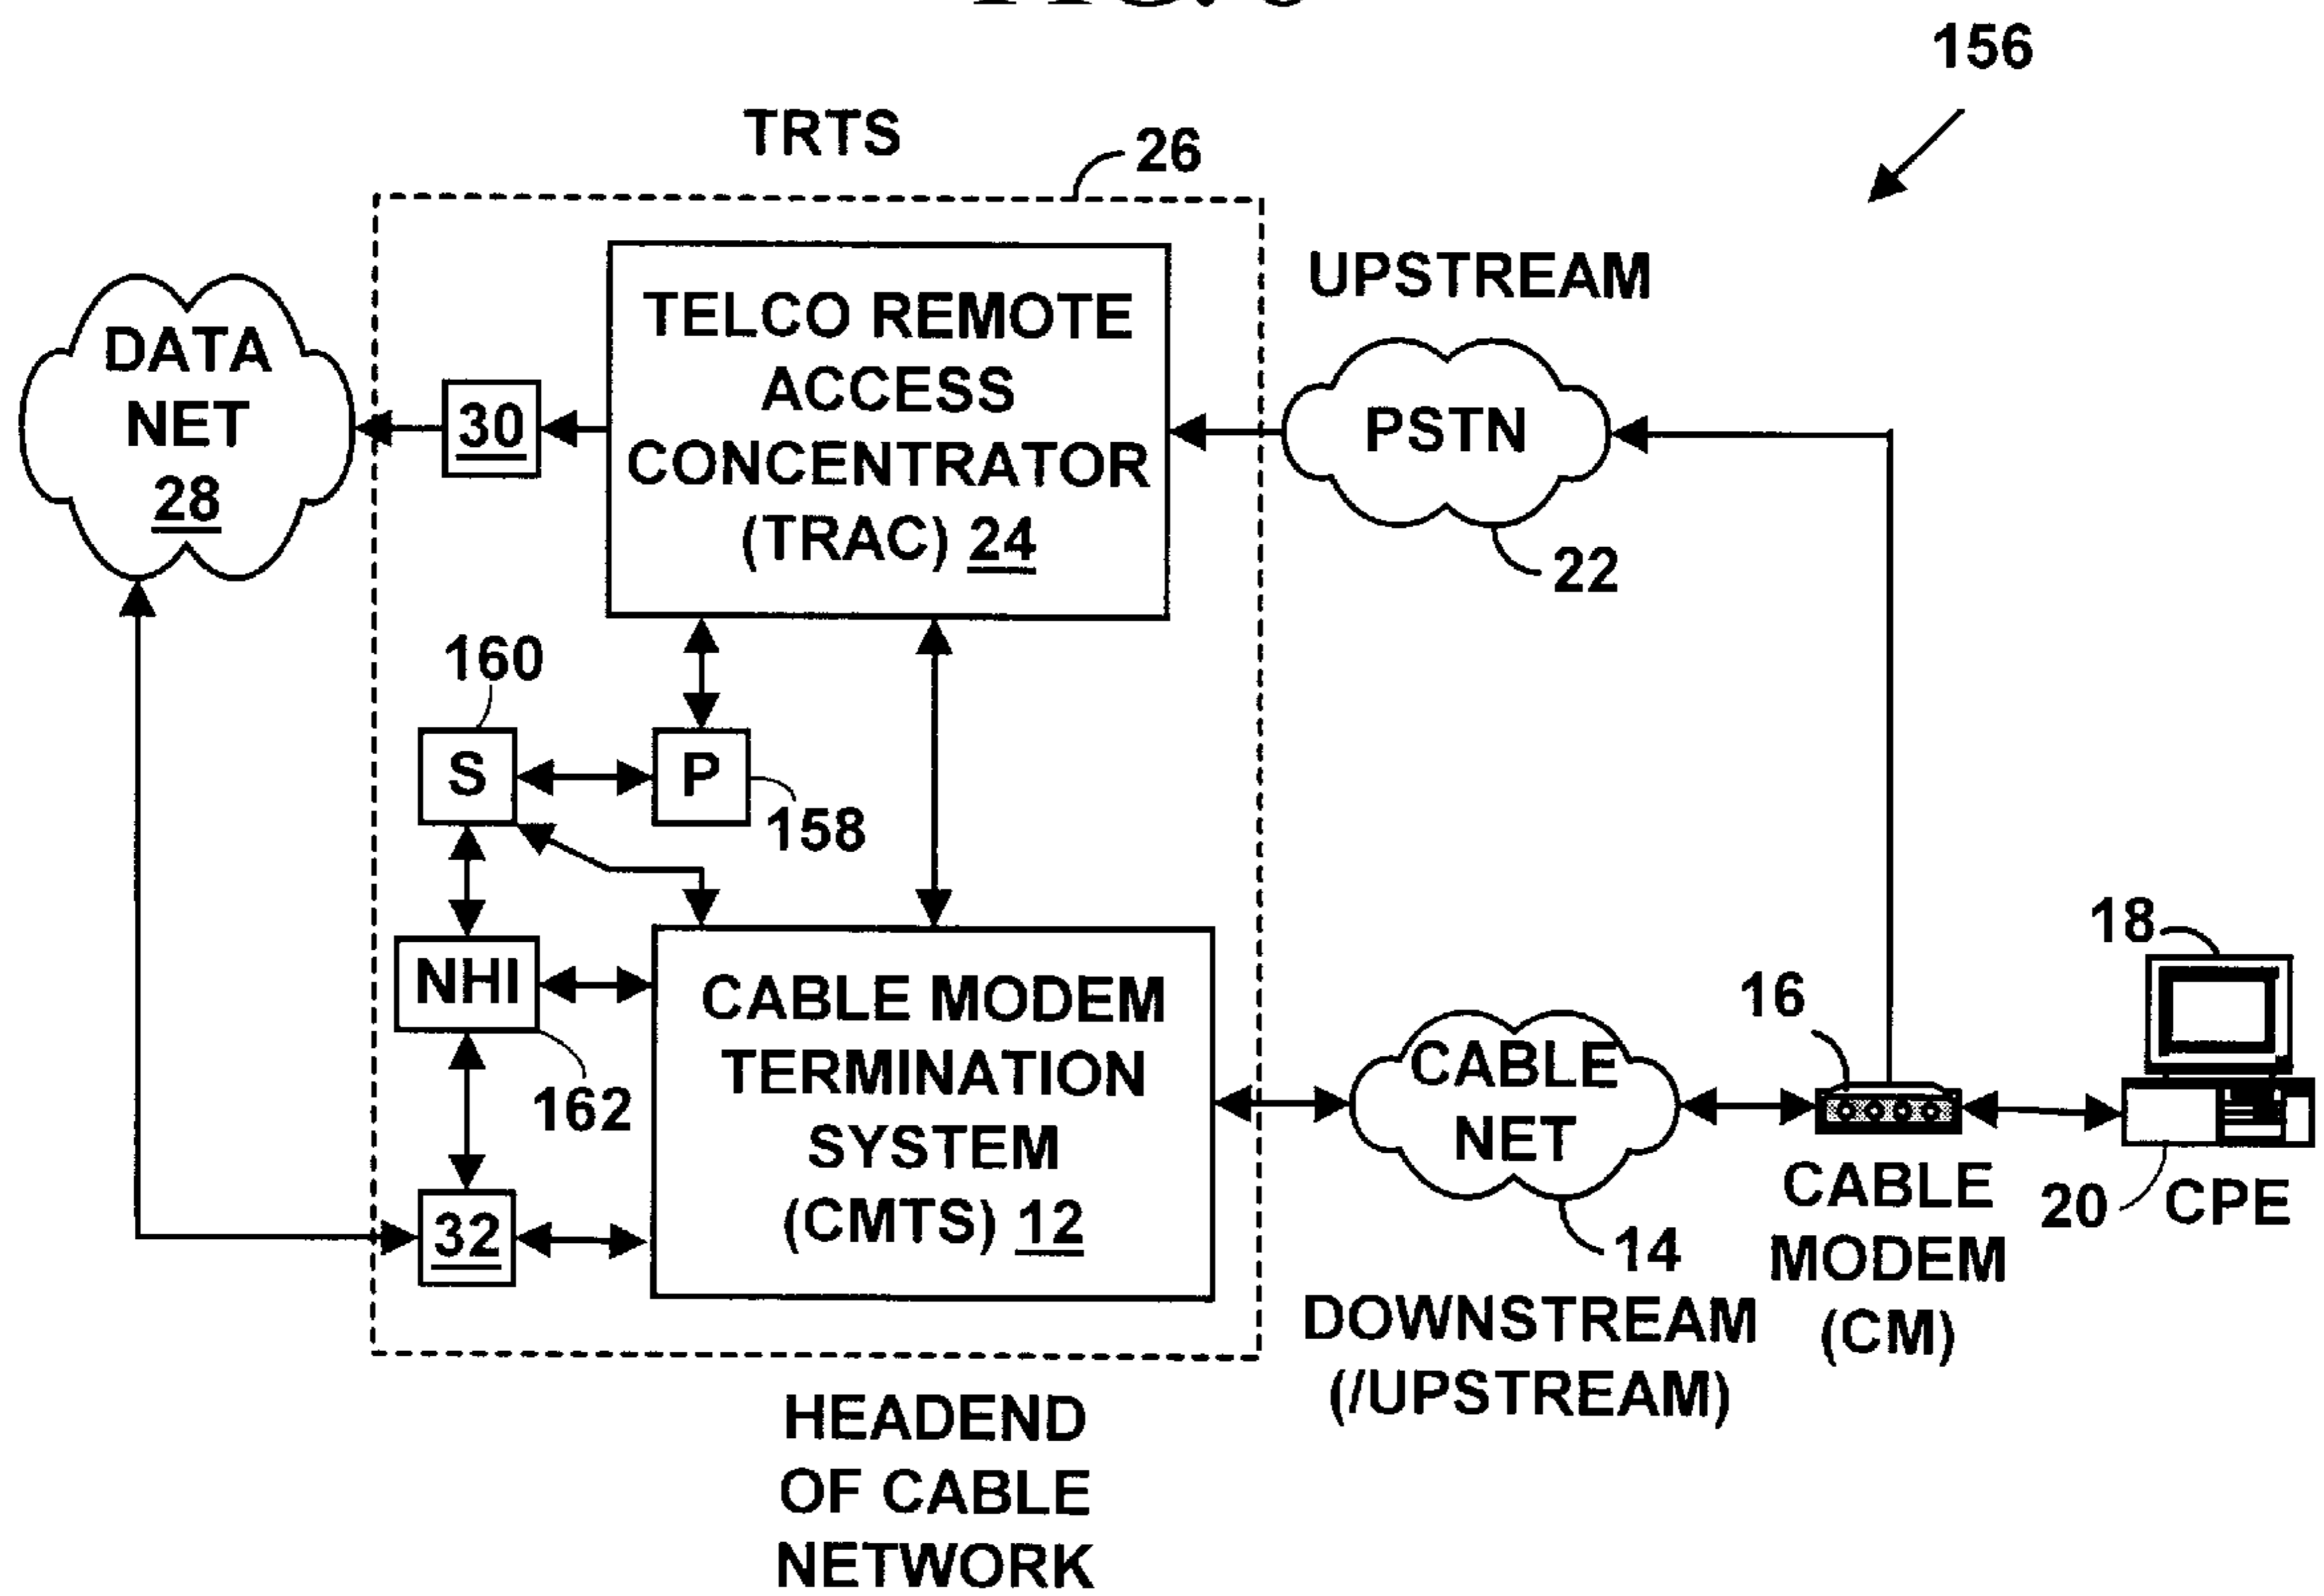 156
TRTS
26
UPSTREAM
DATA
NET
28
30
TELCO REMOTE
ACCESS
CONCENTRATOR
(TRAC) 24
PSTN
22
160
S
P
158
NHI
162
32
CABLE MODEM
TERMINATION
SYSTEM
(CMTS) 12
CABLE
NET
14
16
18
20
CPE
CABLE
MODEM
(CM)
DOWNSTREAM
(/UPSTREAM)
HEADEND
OF CABLE
NETWORK